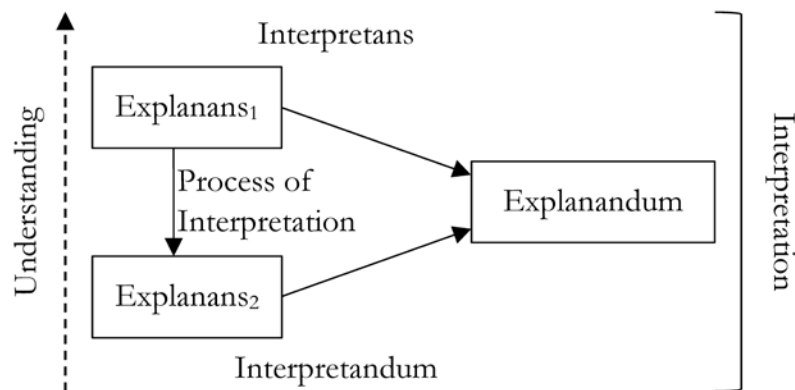 Interpretans
Understanding
Explanans₁
Process of
Interpretation
Explanandum
Interpretation
Explanans₂
Interpretandum